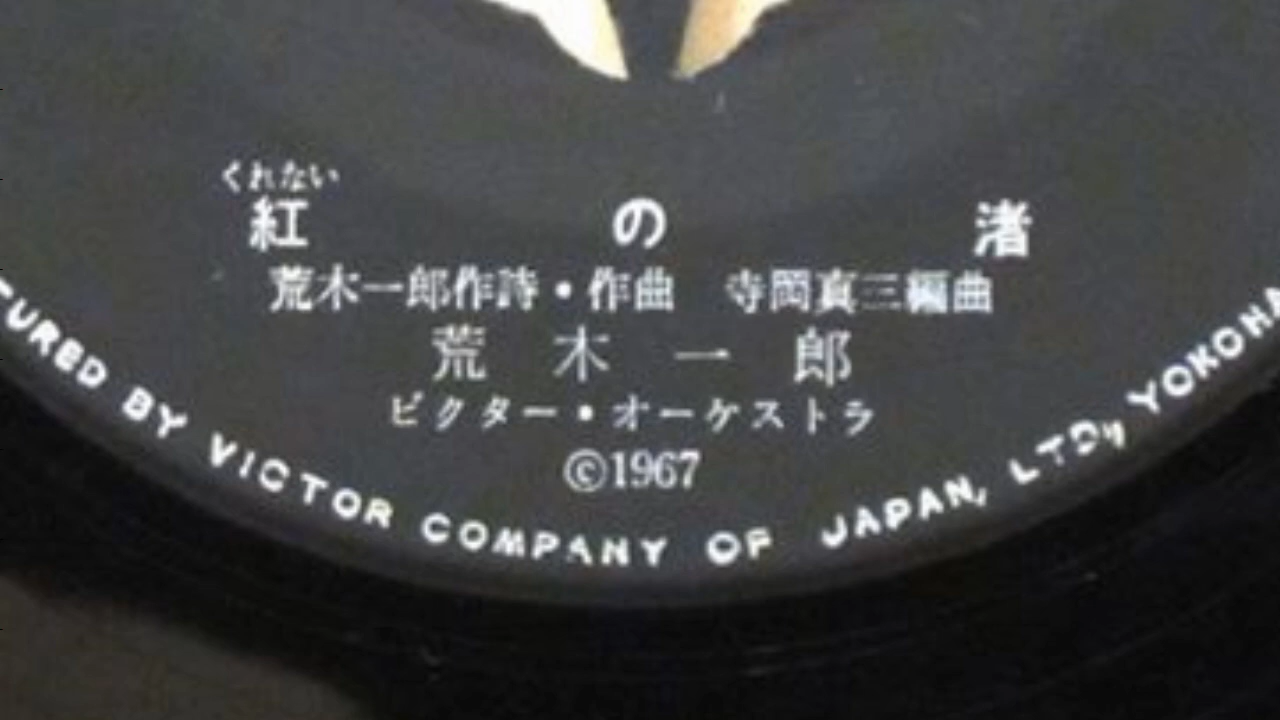 くれない
紅 の 渚
荒木一郎作詩・作曲 寺岡真三編曲
荒 木 一 郎
ビクター・オーケストラ
©1967
TURED BY VICTOR COMPANY OF JAPAN, LTD., YOKOHA